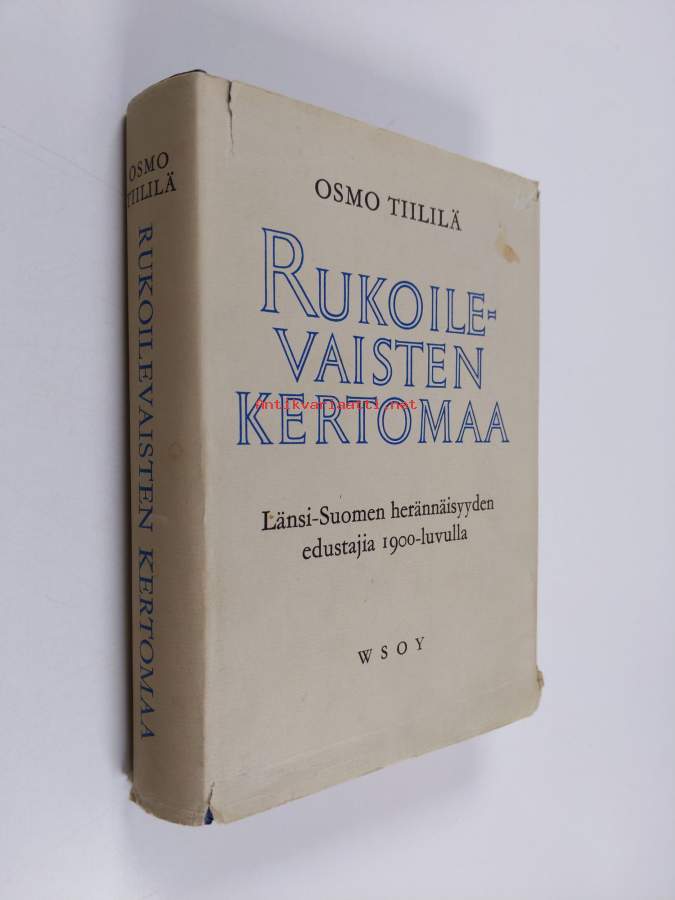 OSMO
TIILILÄ
RUKOILEVAISTEN KERTOMAA
OSMO TIILILÄ
RUKOILE-
VAISTEN
Antikvariaatti.net
KERTOMAA
Länsi-Suomen herännäisyyden
edustajia 1900-luvulla
WSOY